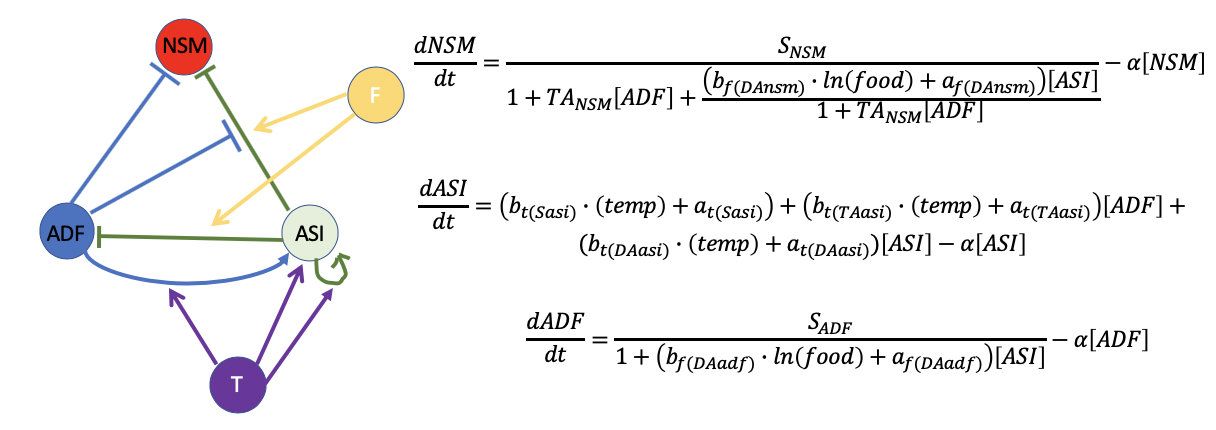 NSM
F
ADF
ASI
T
dNSM/dt = S_NSM / (1 + TA_NSM[ADF] + (b_f(DAnsm) · ln(food) + a_f(DAnsm))[ASI] / (1 + TA_NSM[ADF])) − α[NSM]
dASI/dt = (b_t(Sasi) · (temp) + a_t(Sasi)) + (b_t(TAasi) · (temp) + a_t(TAasi))[ADF] +
(b_t(DAasi) · (temp) + a_t(DAasi))[ASI] − α[ASI]
dADF/dt = S_ADF / (1 + (b_f(DAadf) · ln(food) + a_f(DAadf))[ASI]) − α[ADF]